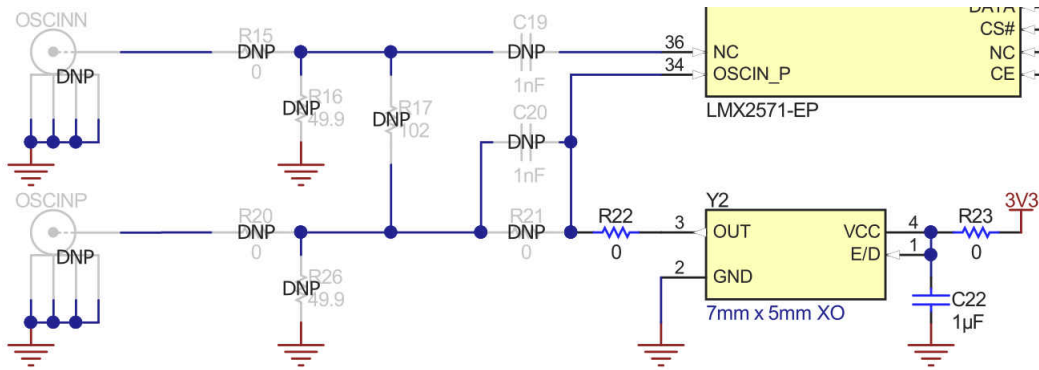 OSCINN
DNP
R15
DNP
0
R16
DNP
49.9
R17
DNP
102
C19
DNP
1nF
C20
DNP
1nF
36
34
NC
OSCIN_P
DATA
CS#
NC
CE
LMX2571-EP
OSCINP
DNP
R20
DNP
0
R26
DNP
49.9
R21
DNP
0
R22
0
Y2
3
2
OUT
GND
VCC
E/D
4
1
7mm x 5mm XO
R23
0
3V3
C22
1µF